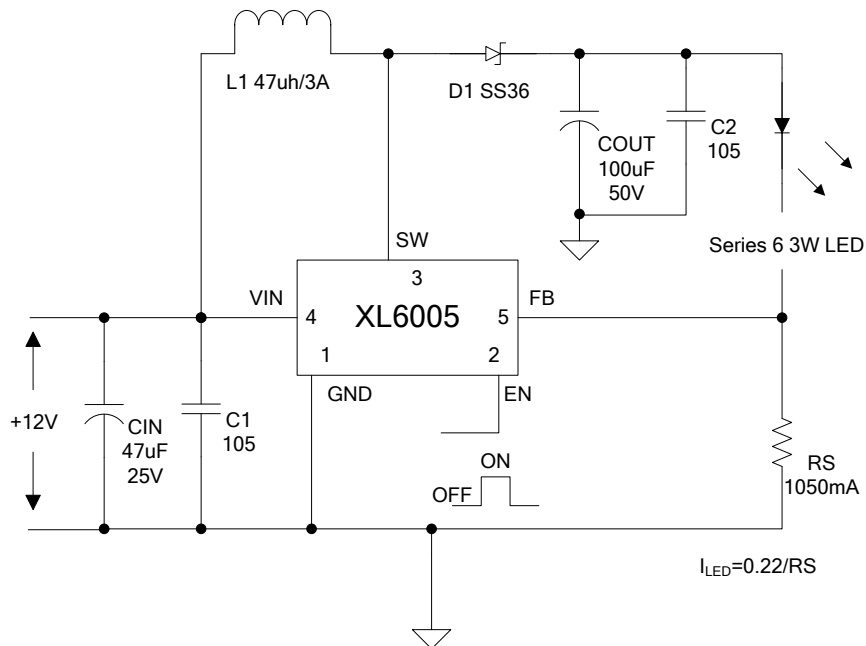 L1 47uh/3A
D1 SS36
COUT
100uF
50V
C2
105
Series 6 3W LED
SW
3
VIN
4
XL6005
5
FB
1
2
GND
EN
+12V
CIN
47uF
25V
C1
105
ON
OFF
RS
1050mA
ILED=0.22/RS